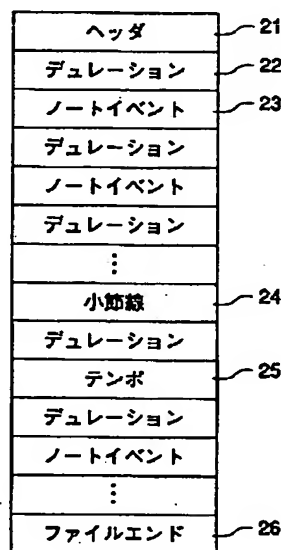 ヘッダ 21
デュレーション 22
ノートイベント 23
デュレーション
ノートイベント
デュレーション
⋮
小節線 24
デュレーション
テンポ 25
デュレーション
ノートイベント
⋮
ファイルエンド 26